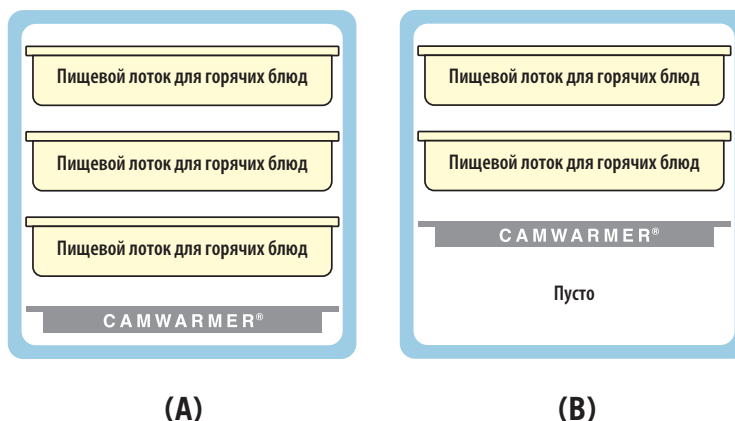 Пищевой лоток для горячих блюд
Пищевой лоток для горячих блюд
Пищевой лоток для горячих блюд
CAMWARMER®
(A)
Пищевой лоток для горячих блюд
Пищевой лоток для горячих блюд
CAMWARMER®
Пусто
(B)